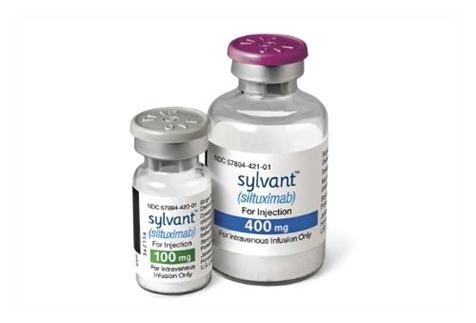 NDC 57894-420-01
sylvant™
(siltuximab)
For Injection
100 mg
For Intravenous
Infusion Only
NDC 57894-421-01
sylvant™
(siltuximab)
For Injection
400 mg
For Intravenous Infusion Only